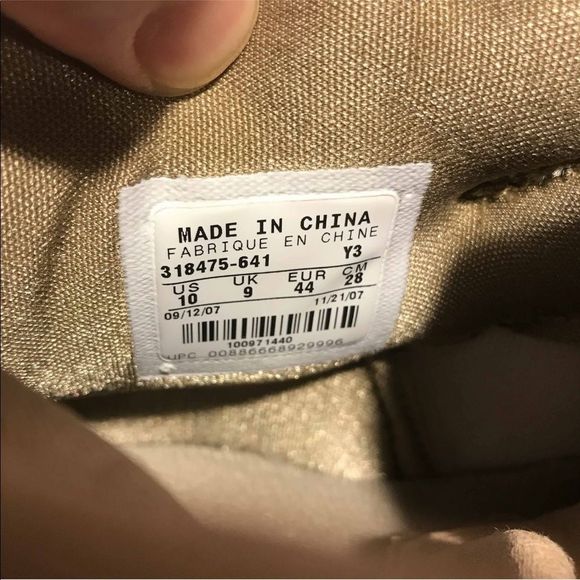 MADE IN CHINA
FABRIQUE EN CHINE
318475-641 Y3
US UK EUR CM
10 9 44 28
09/12/07 11/21/07
100971440
UPC 00886668929996